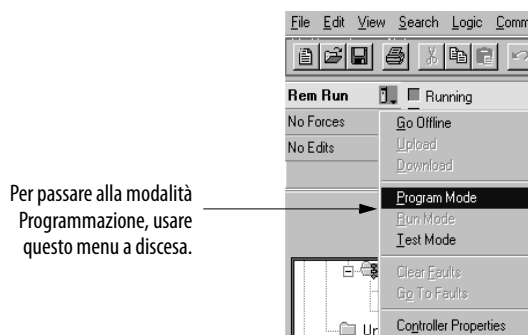 File Edit View Search Logic
Rem Run Running
No Forces Go Offline
No Edits Upload
Download
Per passare alla modalità
Programmazione, usare
questo menu a discesa.
Program Mode
Run Mode
Test Mode
Clear Faults
Go To Faults
Controller Properties